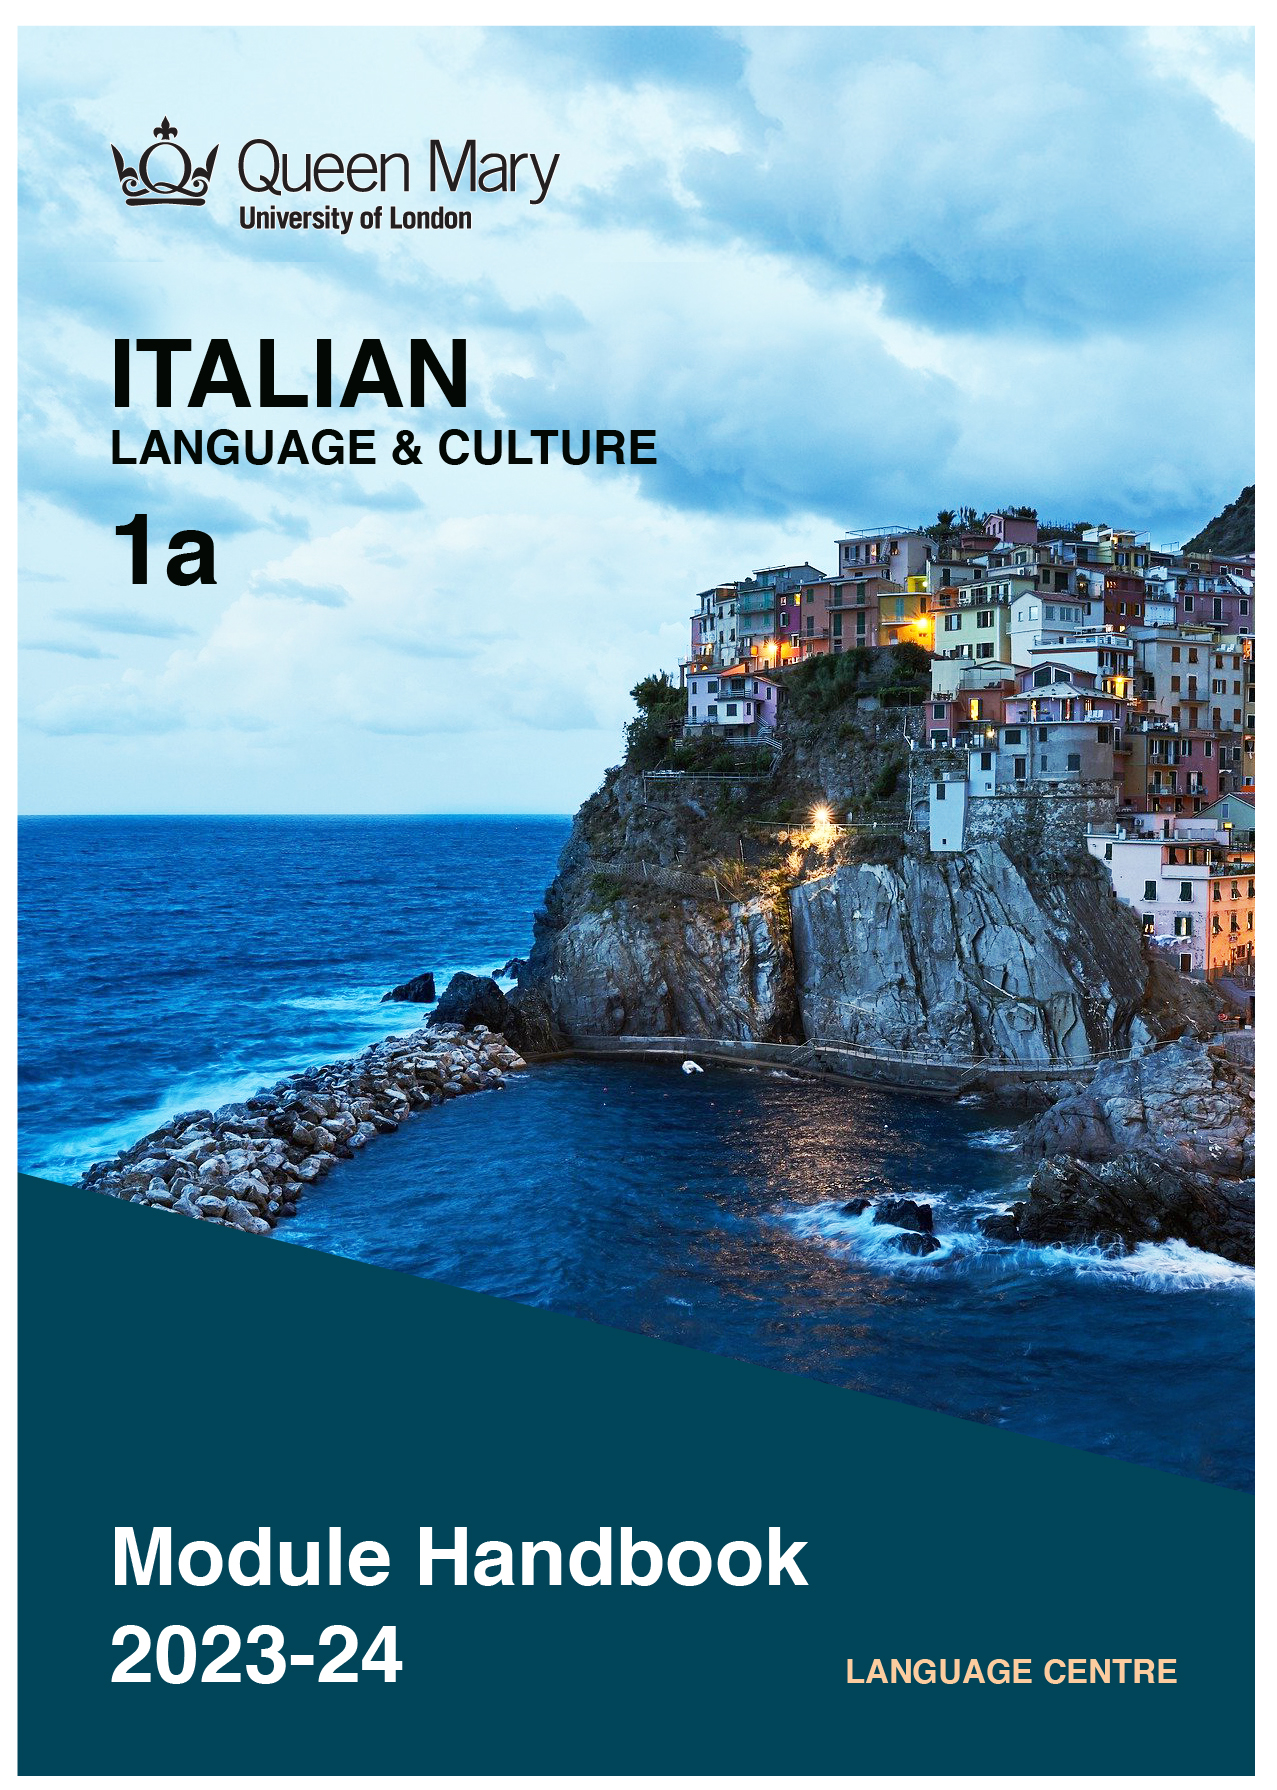 Queen Mary
University of London
ITALIAN
LANGUAGE & CULTURE
1a
Module Handbook
2023-24
LANGUAGE CENTRE